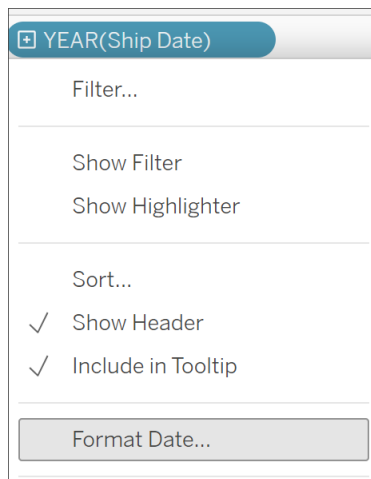 YEAR(Ship Date)
Filter...
Show Filter
Show Highlighter
Sort...
Show Header
Include in Tooltip
Format Date...